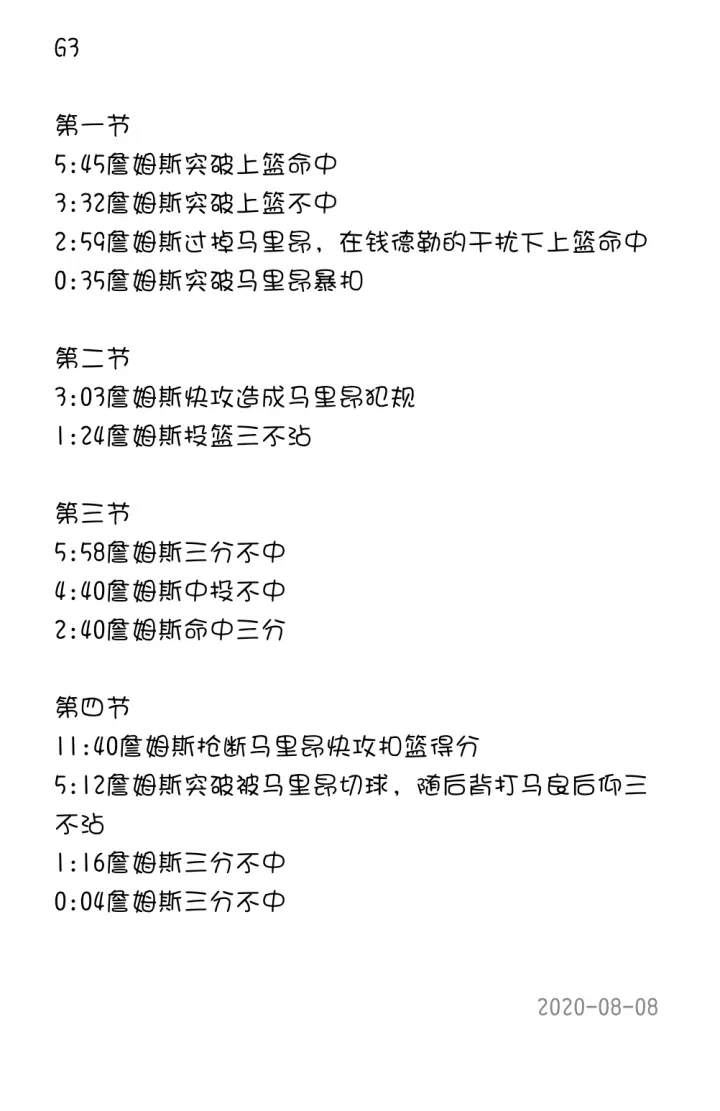 G3
第一节
5:45詹姆斯突破上篮命中
3:32詹姆斯突破上篮不中
2:59詹姆斯过掉马里昂，在钱德勒的干扰下上篮命中
0:35詹姆斯突破马里昂暴扣
第二节
3:03詹姆斯快攻造成马里昂犯规
1:24詹姆斯投篮三不沾
第三节
5:58詹姆斯三分不中
4:40詹姆斯中投不中
2:40詹姆斯命中三分
第四节
11:40詹姆斯抢断马里昂快攻扣篮得分
5:12詹姆斯突破被马里昂切球，随后背打马良后仰三
不沾
1:16詹姆斯三分不中
0:04詹姆斯三分不中
2020-08-08